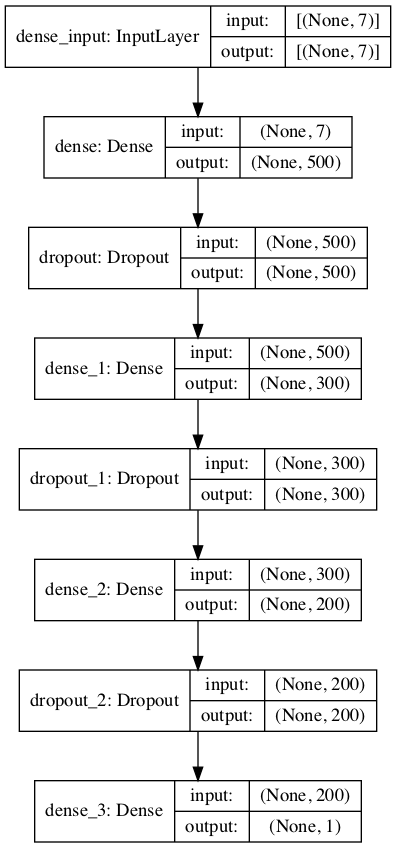 dense_input: InputLayer
input: [(None, 7)]
output: [(None, 7)]
dense: Dense
input: (None, 7)
output: (None, 500)
dropout: Dropout
input: (None, 500)
output: (None, 500)
dense_1: Dense
input: (None, 500)
output: (None, 300)
dropout_1: Dropout
input: (None, 300)
output: (None, 300)
dense_2: Dense
input: (None, 300)
output: (None, 200)
dropout_2: Dropout
input: (None, 200)
output: (None, 200)
dense_3: Dense
input: (None, 200)
output: (None, 1)